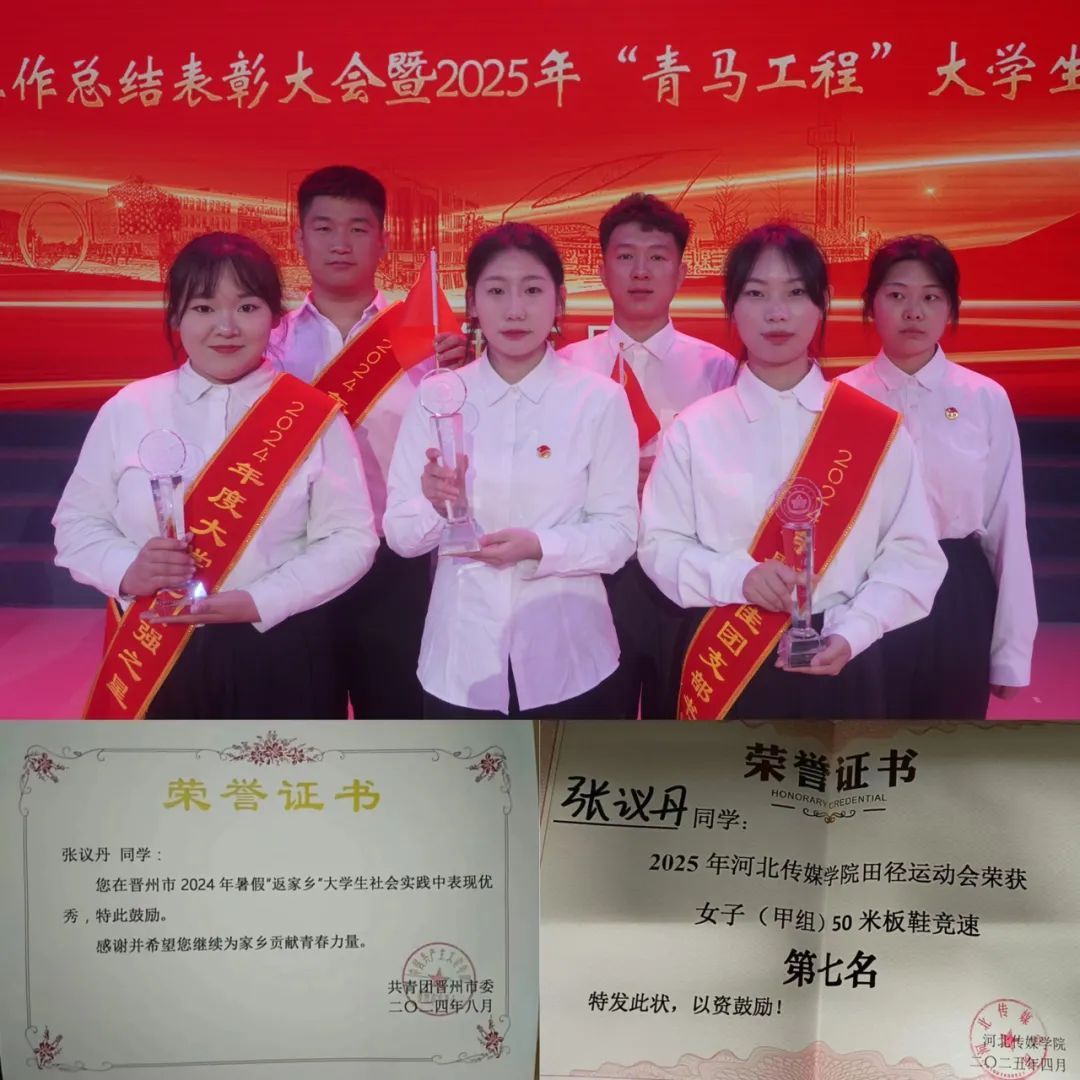 作总结表彰大会暨2025年“青马工程”大学生
2024年
2024年度大学
强之星
2024
佳团支部
荣誉证书
张议丹 同学：
您在晋州市2024年暑假"返家乡"大学生社会实践中表现优
秀，特此鼓励。
感谢并希望您继续为家乡贡献青春力量。
共青团晋州市委
二〇二四年八月
荣誉证书
HONORARY CREDENTIAL
张议丹同学：
2025年河北传媒学院田径运动会荣获
女子（甲组）50米板鞋竞速
第七名
特发此状，以资鼓励！
河北传媒学院
二〇二五年四月